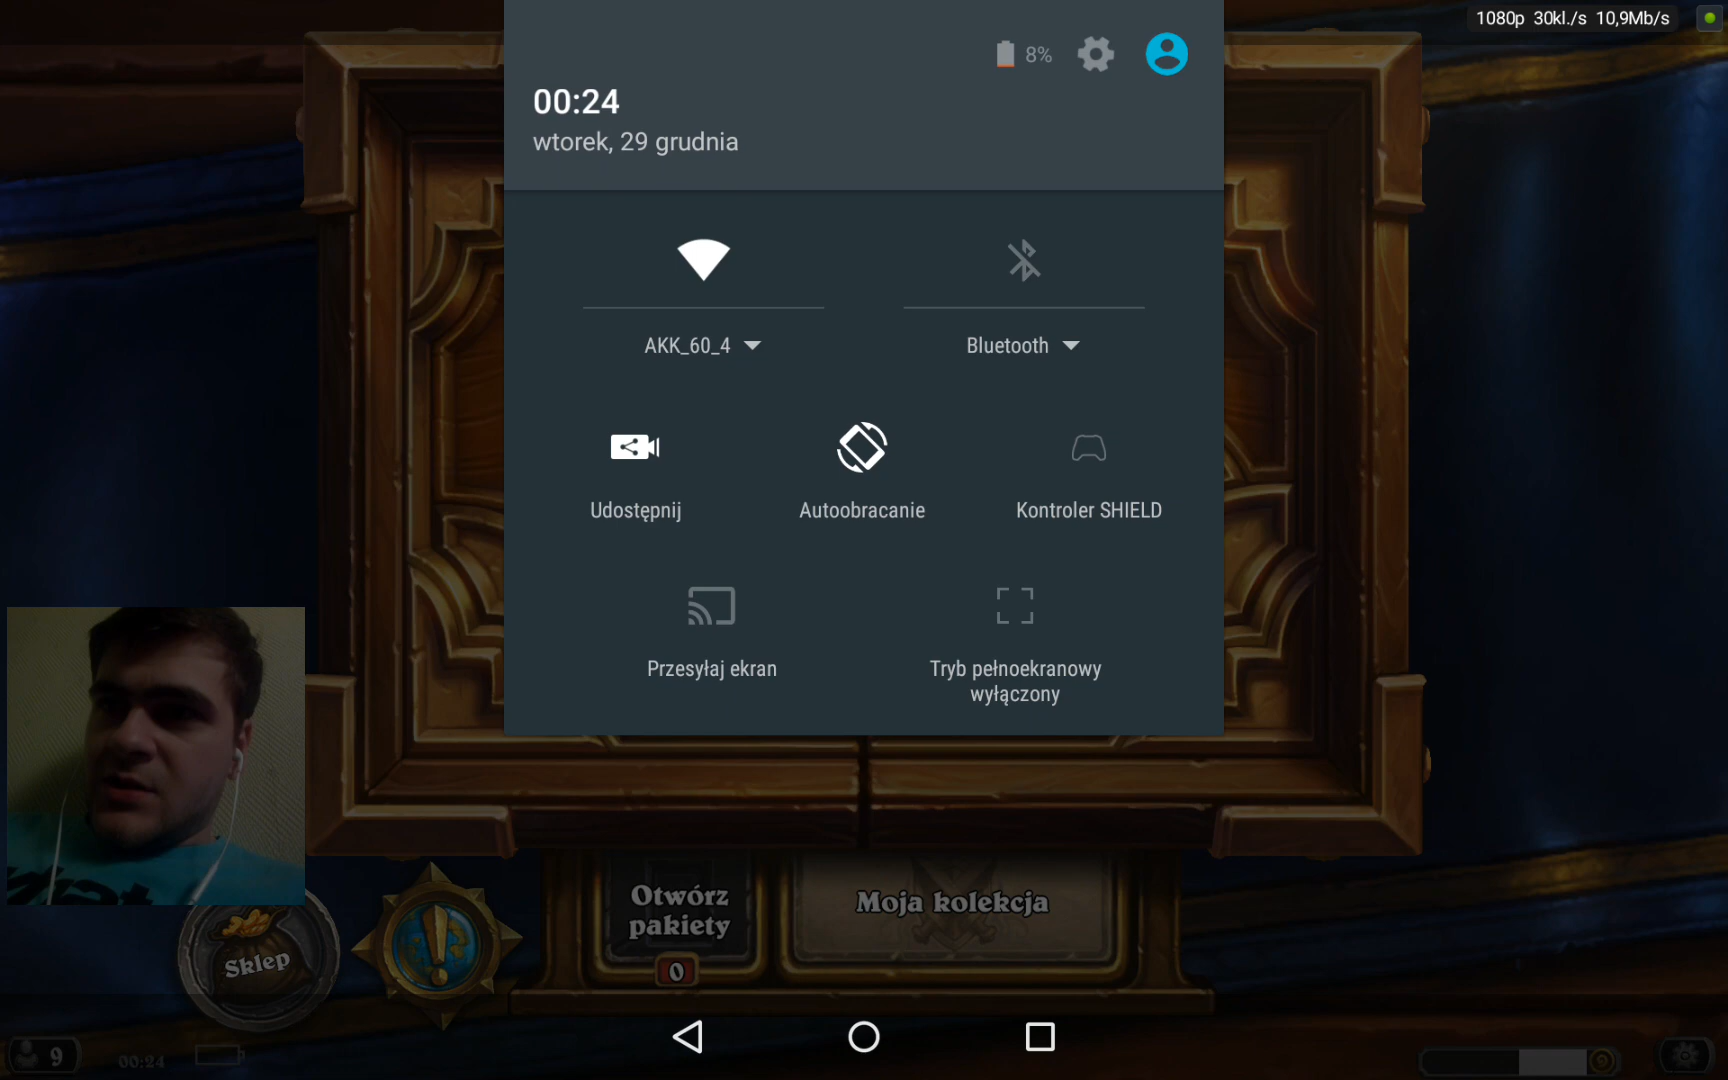 1080p 30kl./s 10,9Mb/s
8%
00:24
wtorek, 29 grudnia
AKK_60_4
Bluetooth
Udostępnij
Autoobracanie
Kontroler SHIELD
Przesyłaj ekran
Tryb pełnoekranowy
wyłączony
Otwórz
pakiety
Moja kolekcja
Sklep
0
9
00:24